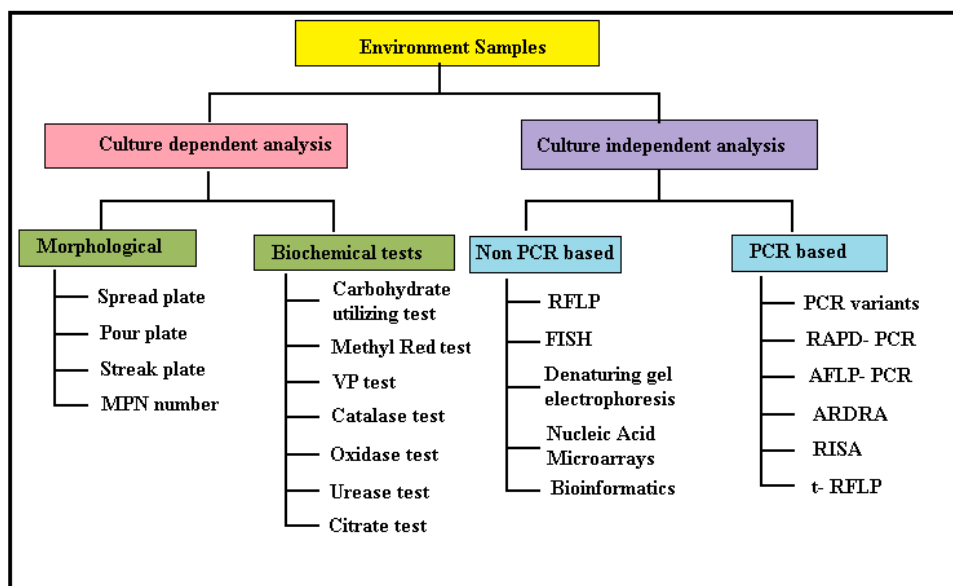 Environment Samples
Culture dependent analysis
Culture independent analysis
Morphological
Spread plate
Pour plate
Streak plate
MPN number
Biochemical tests
Carbohydrate
utilizing test
Methyl Red test
VP test
Catalase test
Oxidase test
Urease test
Citrate test
Non PCR based
RFLP
FISH
Denaturing gel
electrophoresis
Nucleic Acid
Microarrays
Bioinformatics
PCR based
PCR variants
RAPD- PCR
AFLP- PCR
ARDRA
RISA
t- RFLP